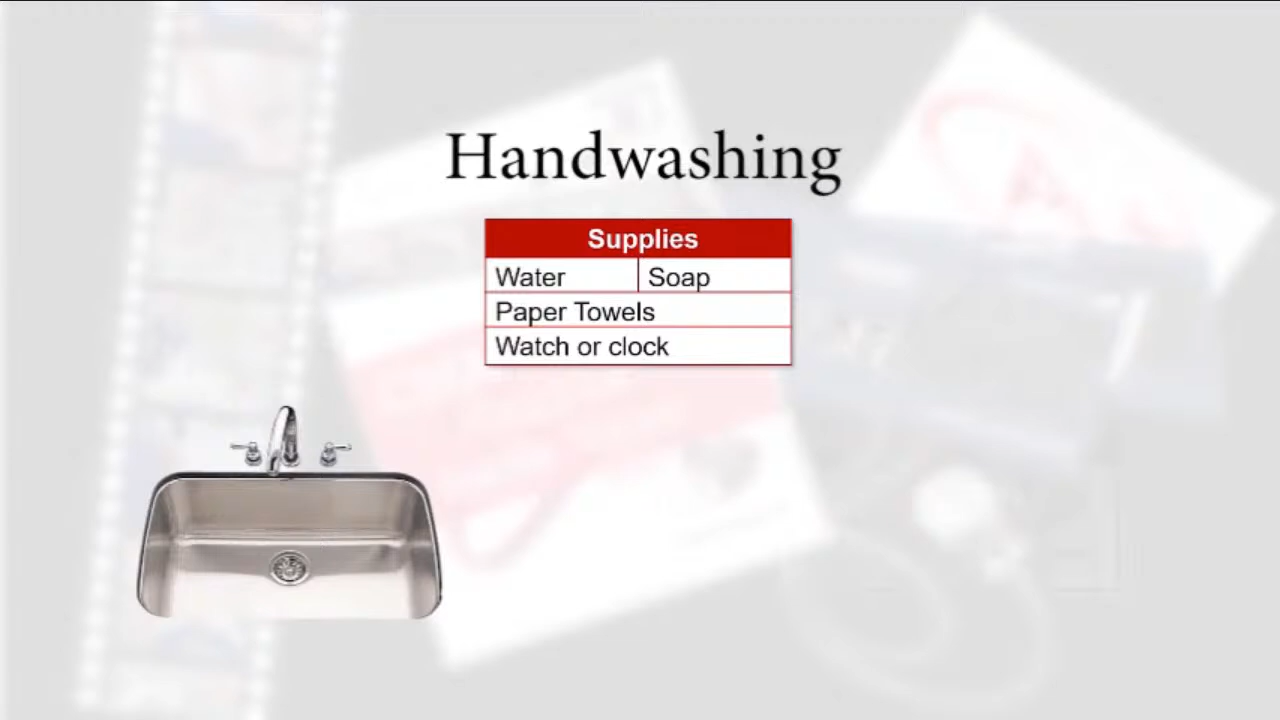 Handwashing
Supplies
Water Soap
Paper Towels
Watch or clock